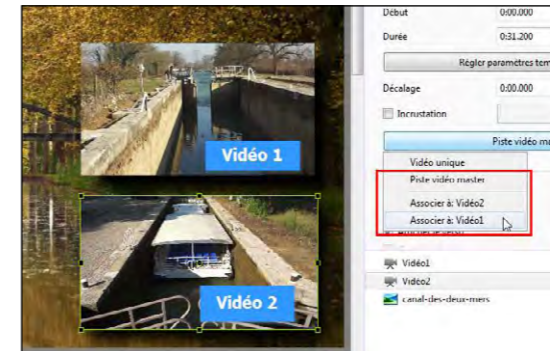 Début 0:00.000
Durée 0:31.200
Régler paramètres tem
Décalage 0:00.000
Incrustation
Piste vidéo ma
Vidéo unique
Piste vidéo master
Associer à: Vidéo2
Associer à: Vidéo1
Vidéo1
Vidéo2
canal-des-deux-mers
Vidéo 1
Vidéo 2